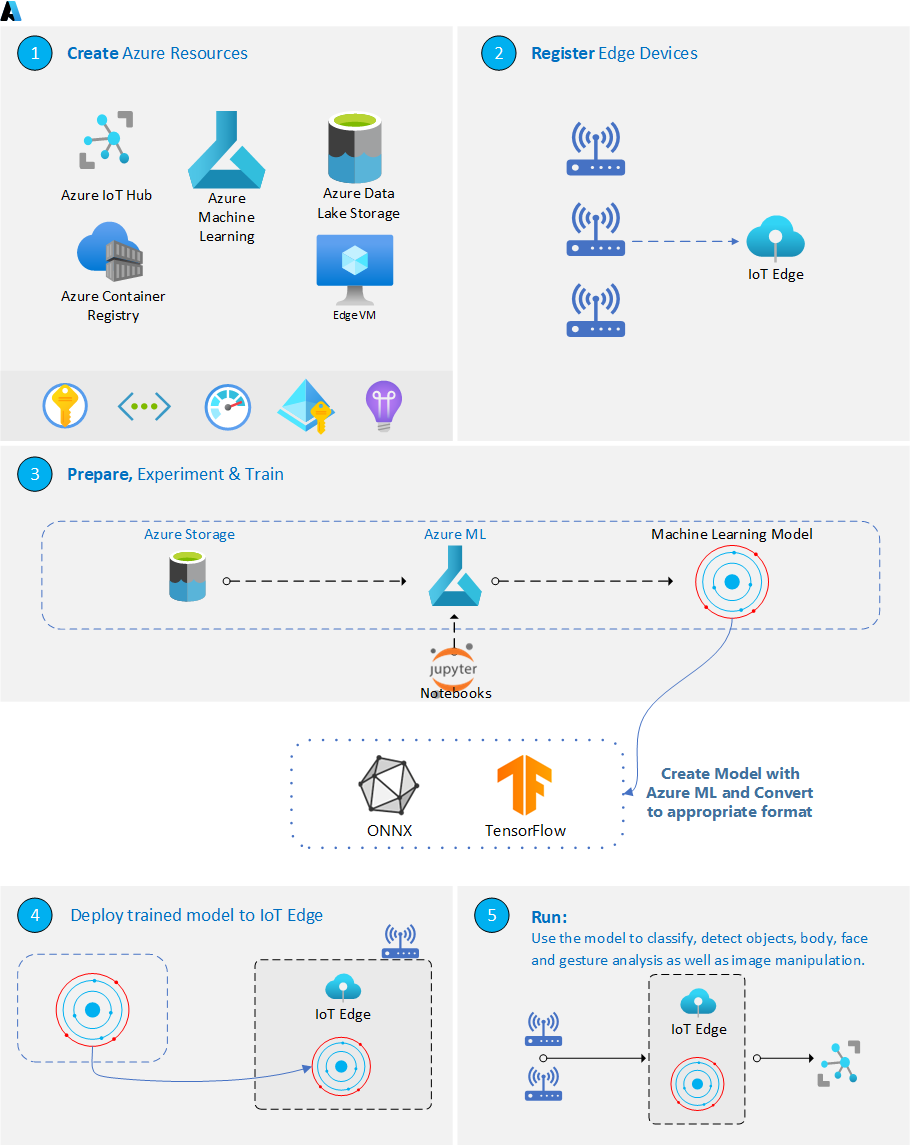 1
Create Azure Resources
Azure IoT Hub
Azure
Machine
Learning
Azure Data
Lake Storage
Azure Container
Registry
EdgeVM
2
Register Edge Devices
IoT Edge
3
Prepare, Experiment & Train
Azure Storage
Azure ML
Machine Learning Model
jupyter
Notebooks
ONNX
TensorFlow
Create Model with
Azure ML and Convert
to appropriate format
4
Deploy trained model to IoT Edge
IoT Edge
5
Run:
Use the model to classify, detect objects, body, face
and gesture analysis as well as image manipulation.
IoT Edge